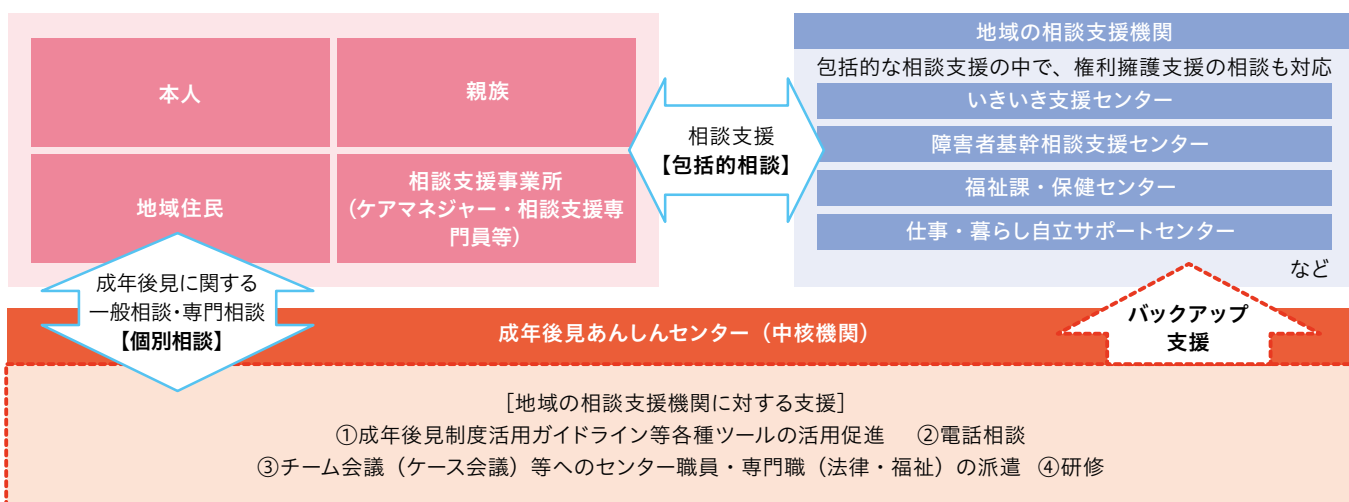 本人
親族
地域住民
相談支援事業所
（ケアマネジャー・相談支援専
門員等）
相談支援
【包括的相談】
地域の相談支援機関
包括的な相談支援の中で、権利擁護支援の相談も対応
いきいき支援センター
障害者基幹相談支援センター
福祉課・保健センター
仕事・暮らし自立サポートセンター
など
成年後見に関する
一般相談・専門相談
【個別相談】
成年後見あんしんセンター（中核機関）
バックアップ
支援
［地域の相談支援機関に対する支援］
①成年後見制度活用ガイドライン等各種ツールの活用促進　②電話相談
③チーム会議（ケース会議）等へのセンター職員・専門職（法律・福祉）の派遣　④研修